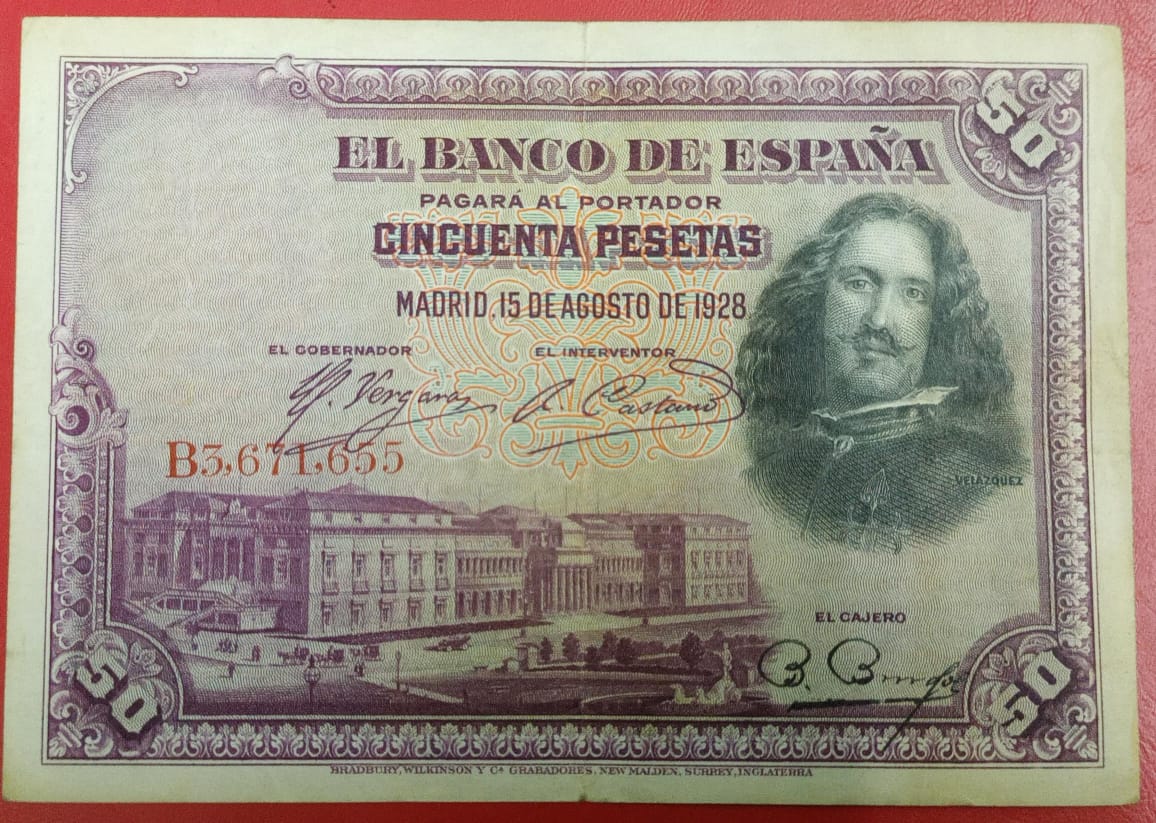 50
EL BANCO DE ESPAÑA
PAGARÁ AL PORTADOR
CINCUENTA PESETAS
MADRID, 15 DE AGOSTO DE 1928
EL GOBERNADOR
EL INTERVENTOR
B3,671,655
VELAZQUEZ
EL CAJERO
50
50
BRADBURY, WILKINSON Y Cª GRABADORES. NEW MALDEN, SURREY, INGLATERRA